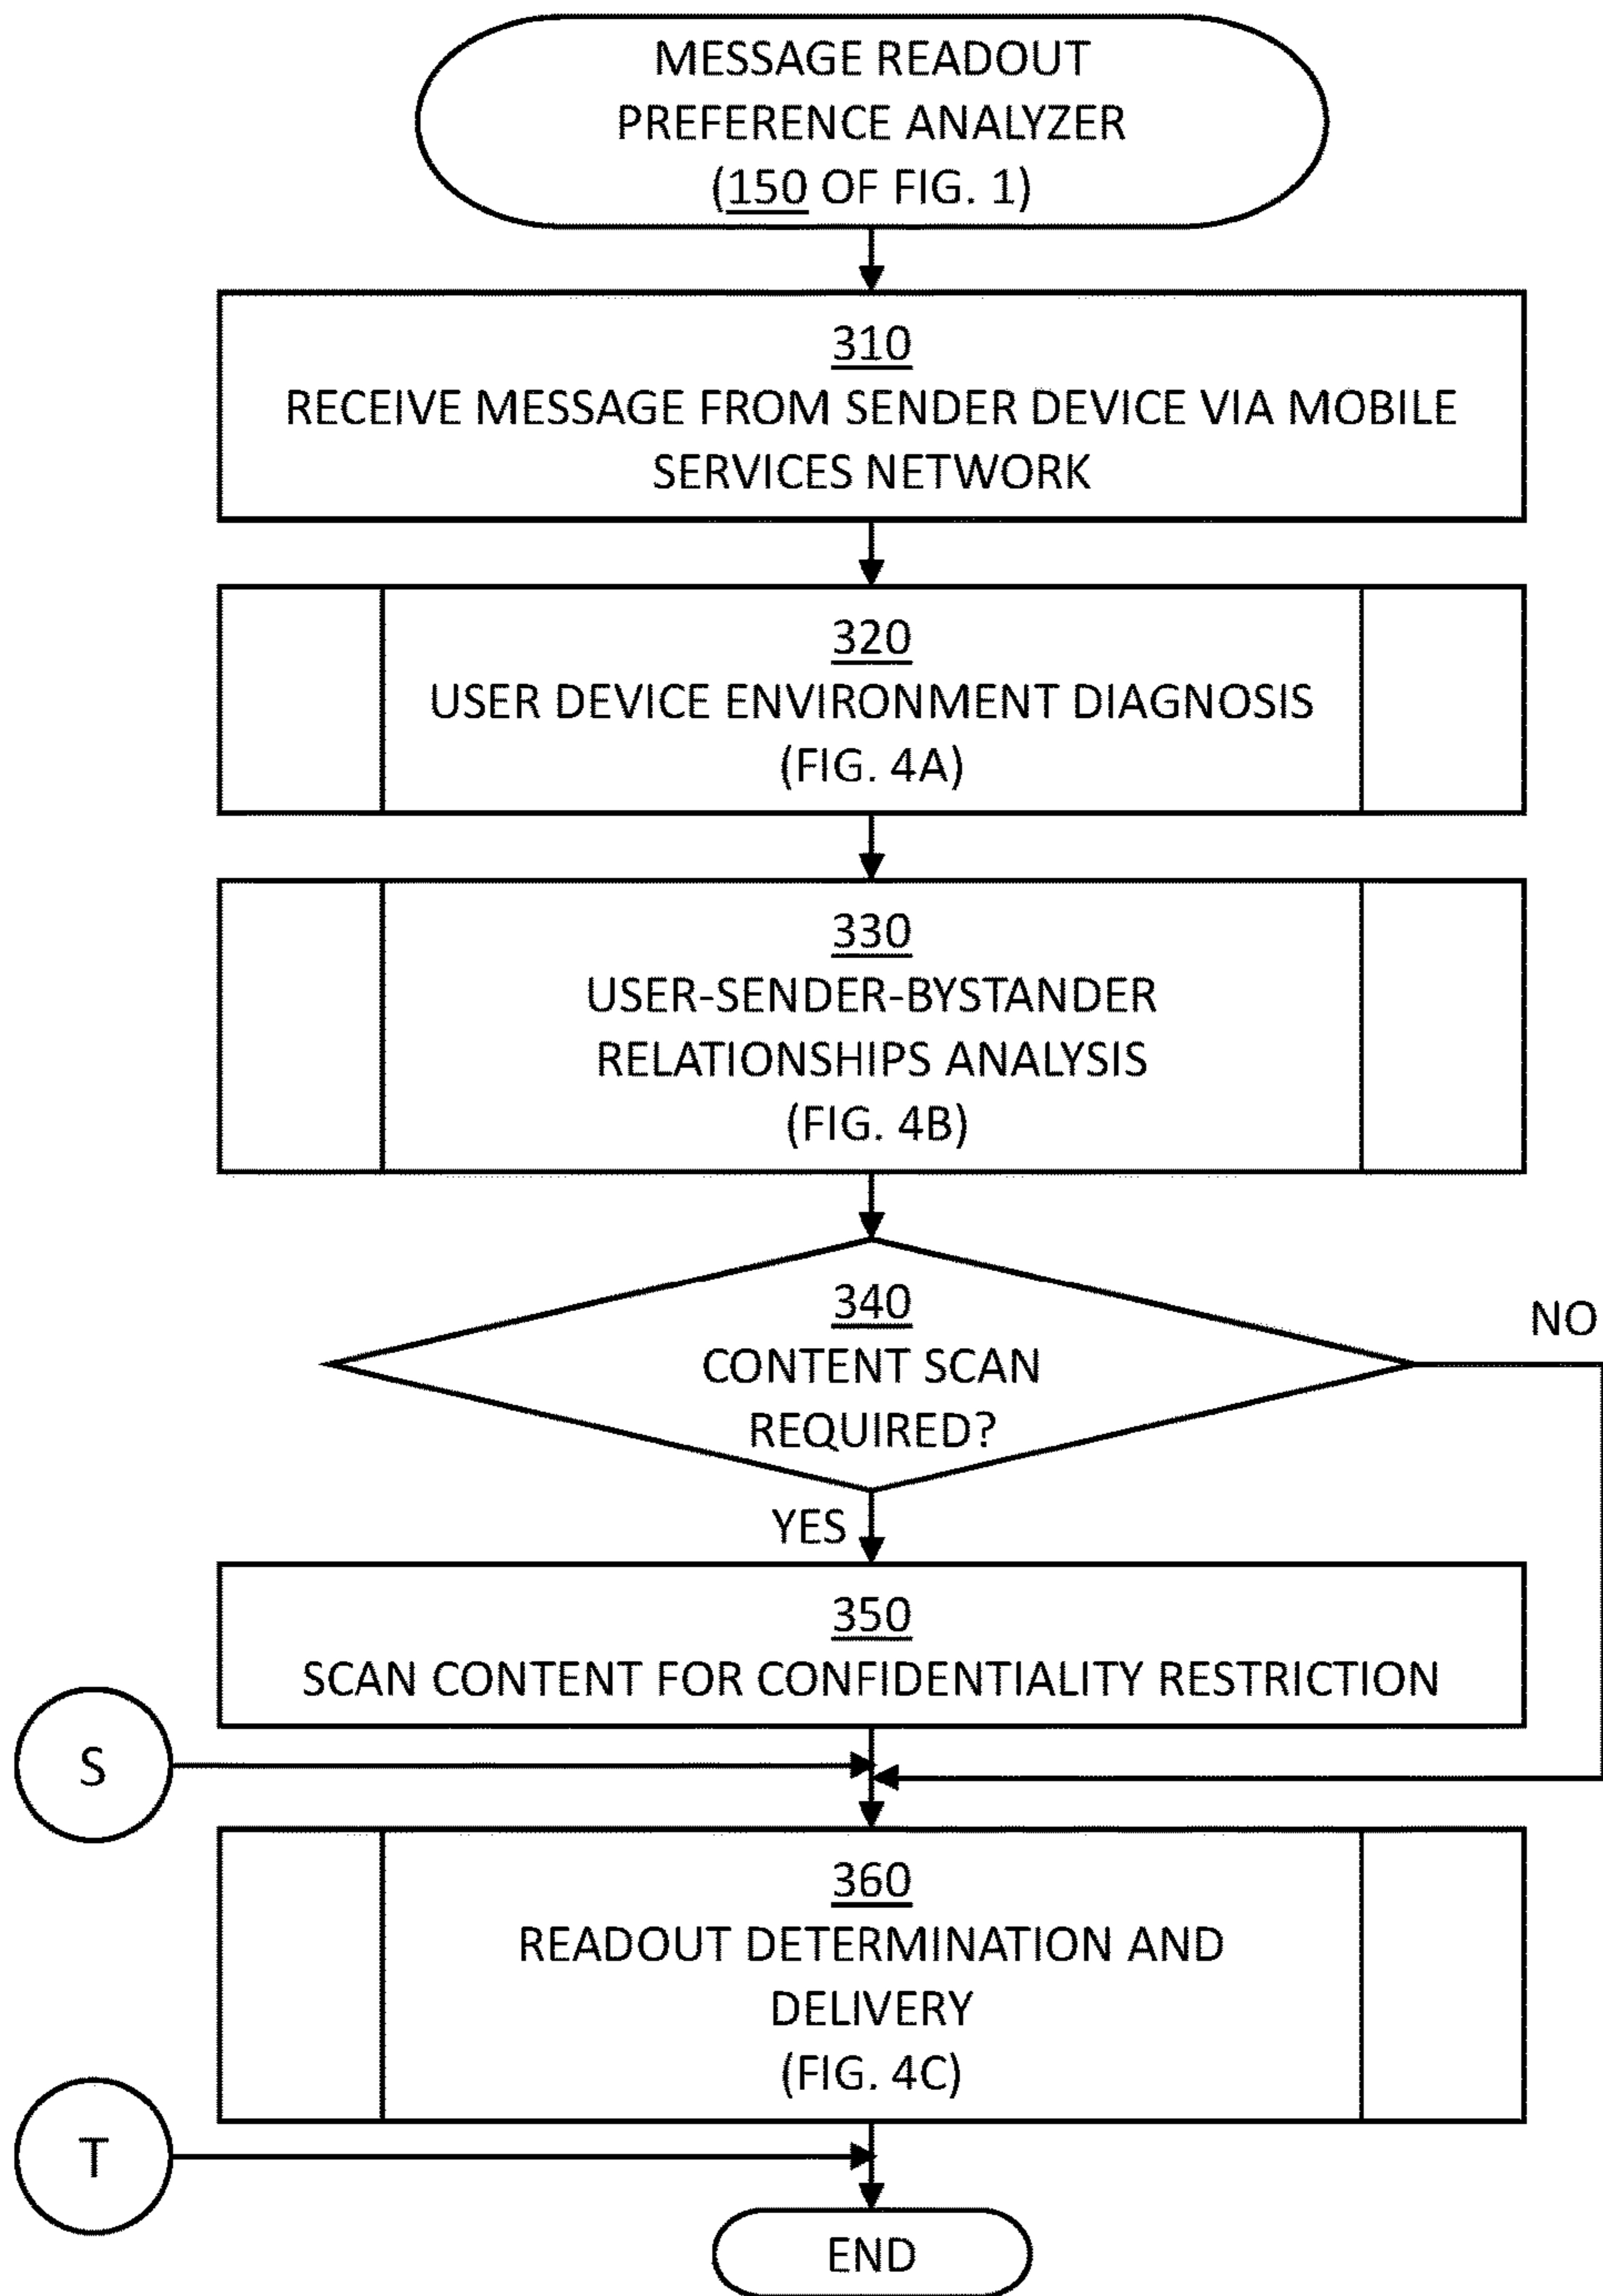 MESSAGE READOUT
PREFERENCE ANALYZER
(150 OF FIG. 1)
310
RECEIVE MESSAGE FROM SENDER DEVICE VIA MOBILE
SERVICES NETWORK
320
USER DEVICE ENVIRONMENT DIAGNOSIS
(FIG. 4A)
330
USER-SENDER-BYSTANDER
RELATIONSHIPS ANALYSIS
(FIG. 4B)
340
CONTENT SCAN
REQUIRED?
NO
YES
350
SCAN CONTENT FOR CONFIDENTIALITY RESTRICTION
S
360
READOUT DETERMINATION AND
DELIVERY
(FIG. 4C)
T
END